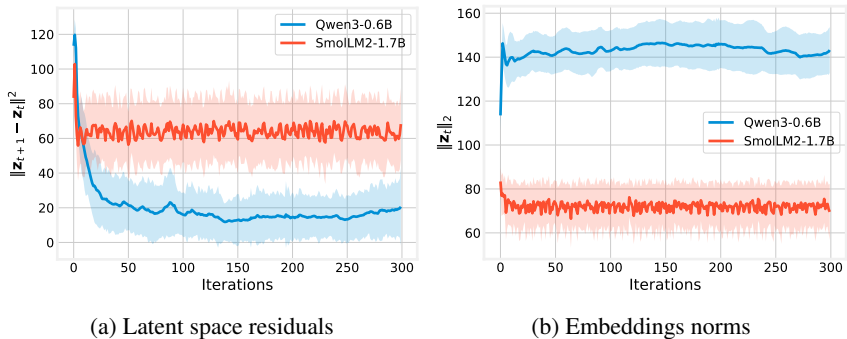 120
100
80
60
40
20
0
‖z_{t+1} − z_t‖²
Qwen3-0.6B
SmolLM2-1.7B
0 50 100 150 200 250 300
Iterations
(a) Latent space residuals
160
140
120
100
80
60
‖z_t‖₂
Qwen3-0.6B
SmolLM2-1.7B
0 50 100 150 200 250 300
Iterations
(b) Embeddings norms